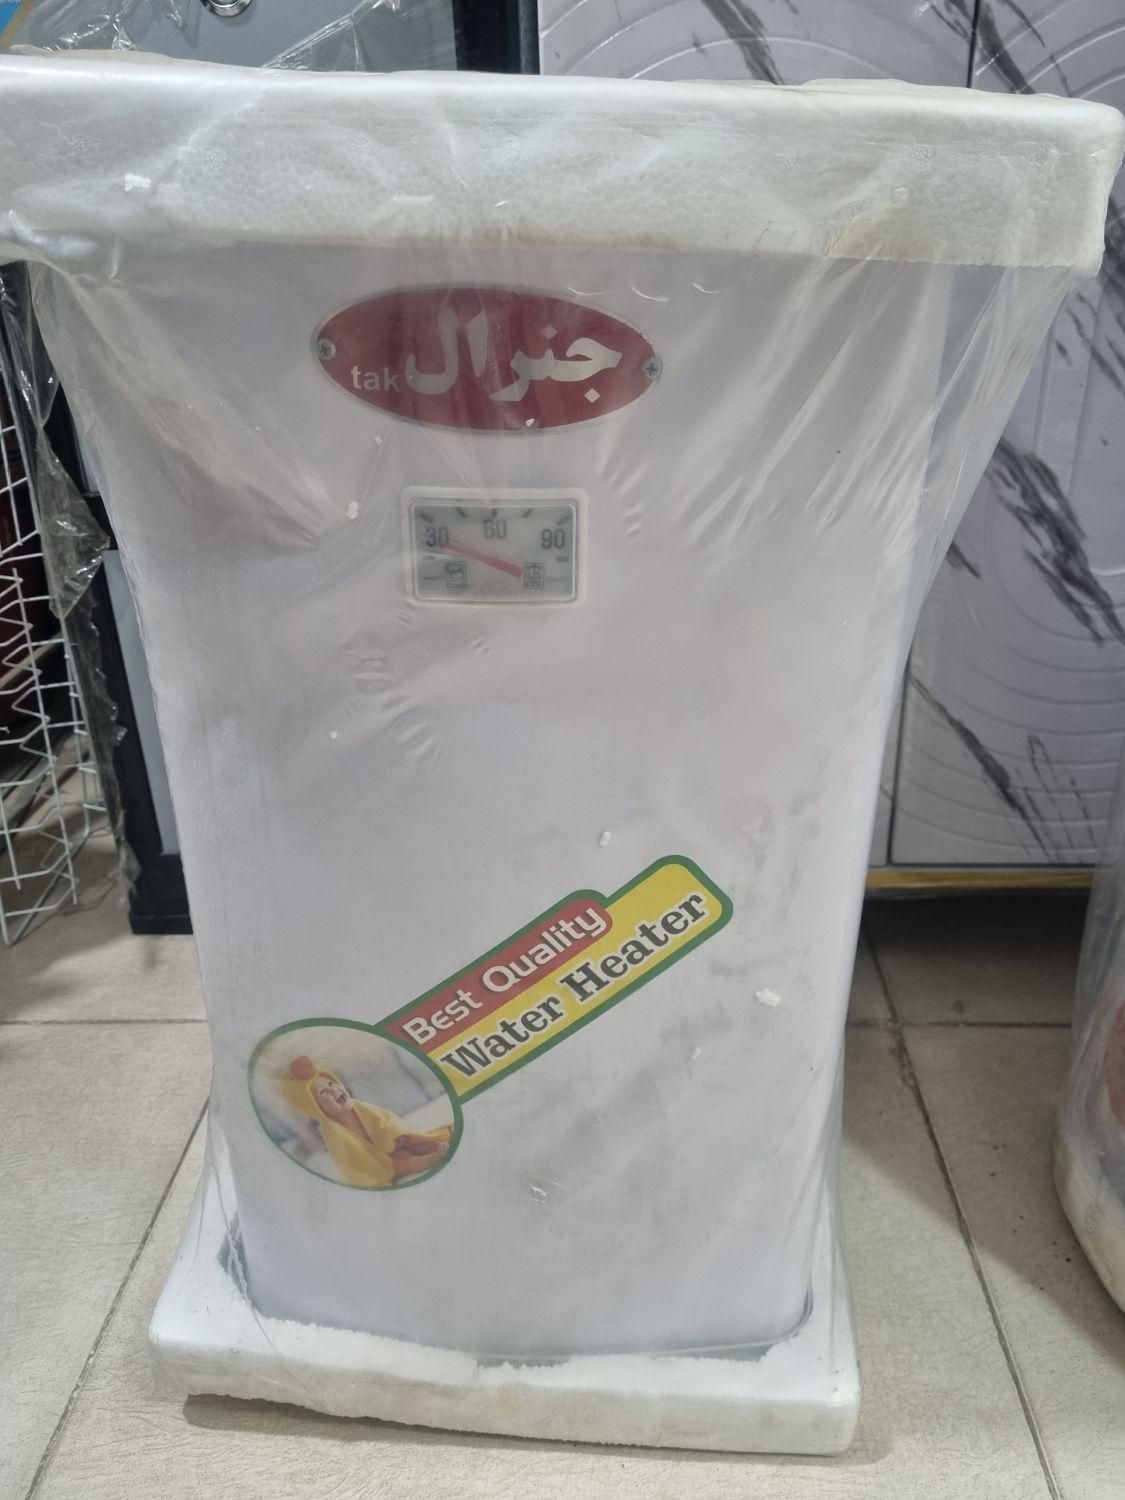 جنرال
tak
30 60 90
Best Quality
Water Heater